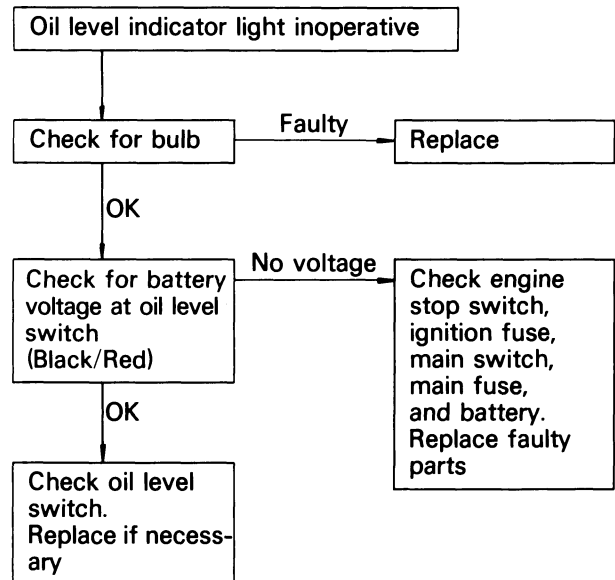 Oil level indicator light inoperative
Check for bulb
Faulty
Replace
OK
Check for battery
voltage at oil level
switch
(Black/Red)
No voltage
Check engine
stop switch,
ignition fuse,
main switch,
main fuse,
and battery.
Replace faulty
parts
OK
Check oil level
switch.
Replace if necess-
ary